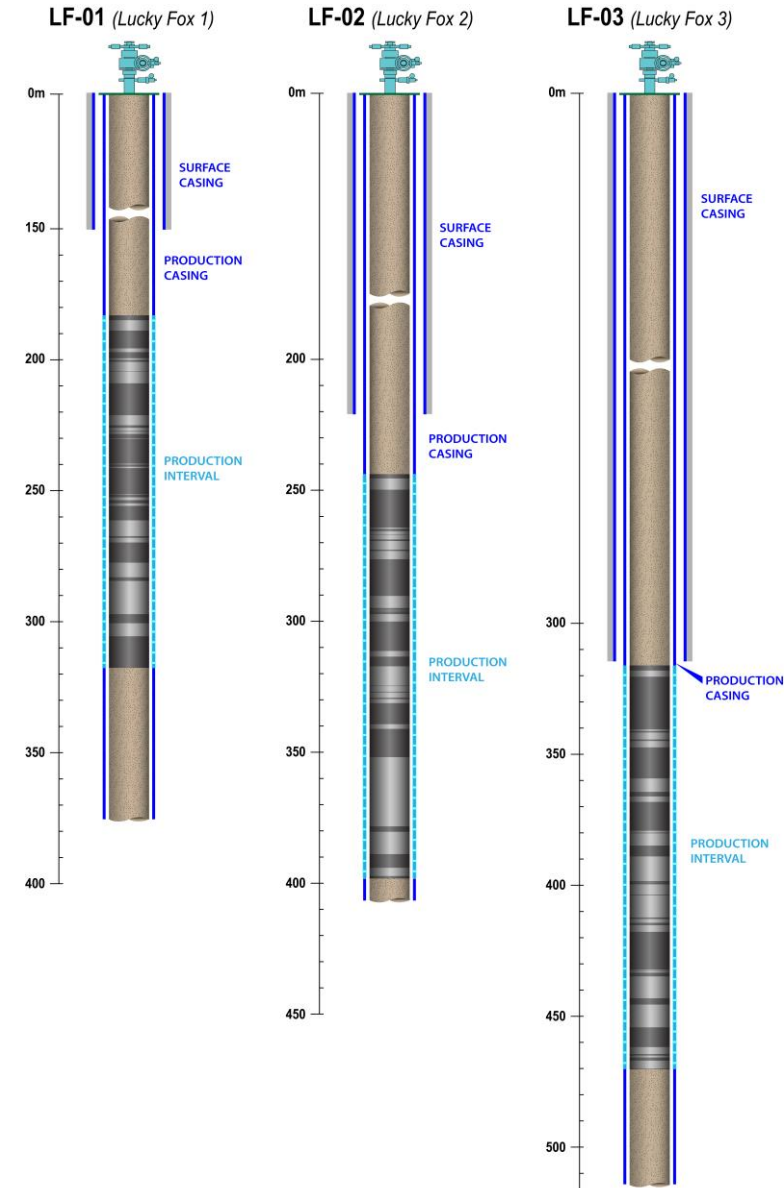 LF-01 (Lucky Fox 1)
0m
SURFACE
CASING
150
PRODUCTION
CASING
200
PRODUCTION
INTERVAL
250
300
350
400
LF-02 (Lucky Fox 2)
0m
SURFACE
CASING
200
PRODUCTION
CASING
250
300
PRODUCTION
INTERVAL
350
400
450
LF-03 (Lucky Fox 3)
0m
SURFACE
CASING
300
PRODUCTION
CASING
350
PRODUCTION
INTERVAL
400
450
500